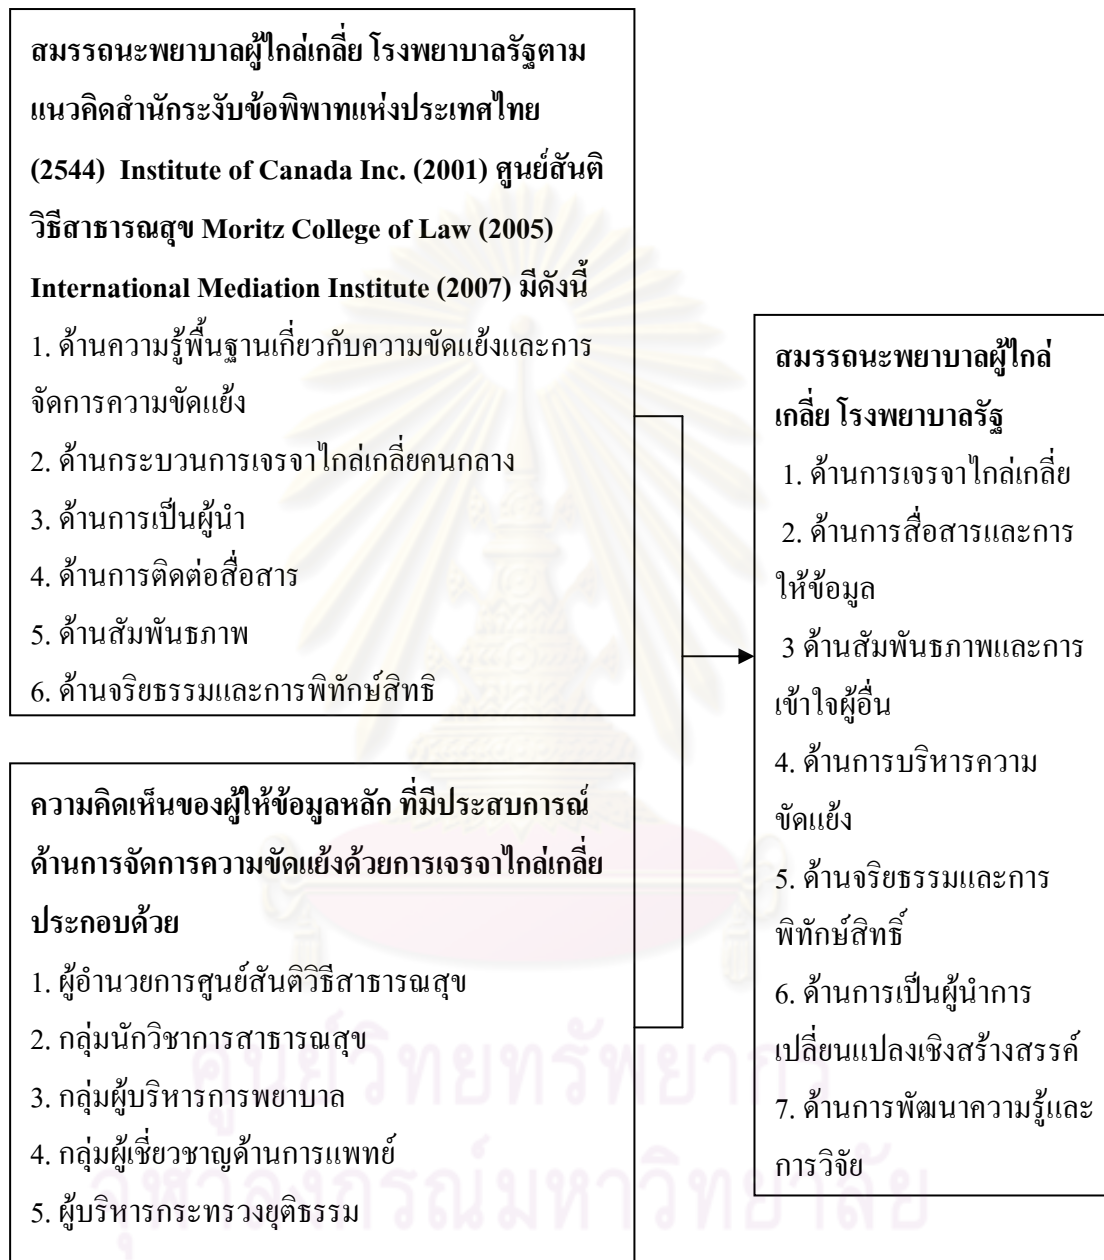 สมรรถนะพยาบาลผู้ไกล่เกลี่ย โรงพยาบาลรัฐตาม
แนวคิดสำนักระงับข้อพิพาทแห่งประเทศไทย
(2544) Institute of Canada Inc. (2001) ศูนย์สันติ
วิธีสาธารณสุข Moritz College of Law (2005)
International Mediation Institute (2007) มีดังนี้
1. ด้านความรู้พื้นฐานเกี่ยวกับความขัดแย้งและการ
จัดการความขัดแย้ง
2. ด้านกระบวนการเจรจาไกล่เกลี่ยคนกลาง
3. ด้านการเป็นผู้นำ
4. ด้านการติดต่อสื่อสาร
5. ด้านสัมพันธภาพ
6. ด้านจริยธรรมและการพิทักษ์สิทธิ
ความคิดเห็นของผู้ให้ข้อมูลหลัก ที่มีประสบการณ์
ด้านการจัดการความขัดแย้งด้วยการเจรจาไกล่เกลี่ย
ประกอบด้วย
1. ผู้อำนวยการศูนย์สันติวิธีสาธารณสุข
2. กลุ่มนักวิชาการสาธารณสุข
3. กลุ่มผู้บริหารการพยาบาล
4. กลุ่มผู้เชี่ยวชาญด้านการแพทย์
5. ผู้บริหารกระทรวงยุติธรรม
สมรรถนะพยาบาลผู้ไกล่
เกลี่ย โรงพยาบาลรัฐ
1. ด้านการเจรจาไกล่เกลี่ย
2. ด้านการสื่อสารและการ
ให้ข้อมูล
3 ด้านสัมพันธภาพและการ
เข้าใจผู้อื่น
4. ด้านการบริหารความ
ขัดแย้ง
5. ด้านจริยธรรมและการ
พิทักษ์สิทธิ์
6. ด้านการเป็นผู้นำการ
เปลี่ยนแปลงเชิงสร้างสรรค์
7. ด้านการพัฒนาความรู้และ
การวิจัย
ศูนย์วิทยทรัพยากร
จุฬาลงกรณ์มหาวิทยาลัย